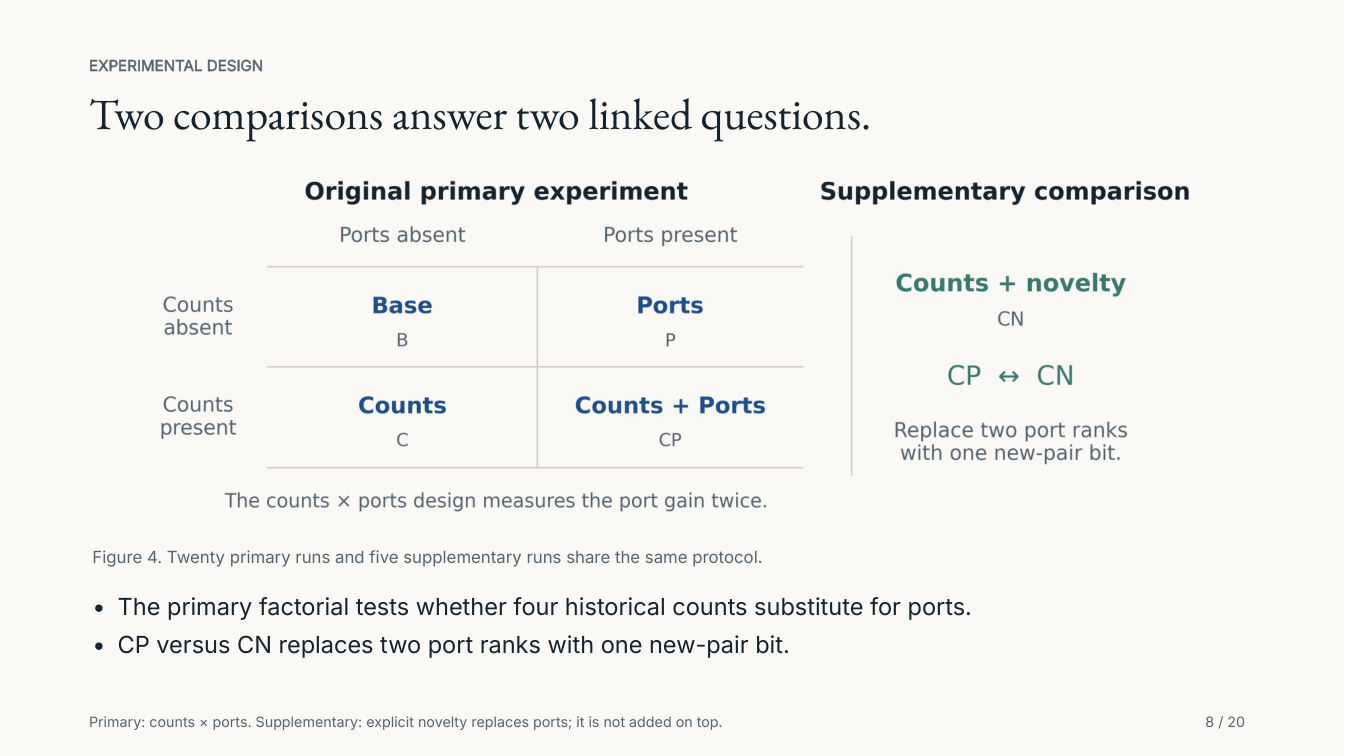 EXPERIMENTAL DESIGN
Two comparisons answer two linked questions.
Original primary experiment
Ports absent
Ports present
Counts
absent
Base
B
Ports
P
Counts
present
Counts
C
Counts + Ports
CP
The counts × ports design measures the port gain twice.
Supplementary comparison
Counts + novelty
CN
CP ↔ CN
Replace two port ranks
with one new-pair bit.
Figure 4. Twenty primary runs and five supplementary runs share the same protocol.
• The primary factorial tests whether four historical counts substitute for ports.
• CP versus CN replaces two port ranks with one new-pair bit.
Primary: counts × ports. Supplementary: explicit novelty replaces ports; it is not added on top.
8 / 20